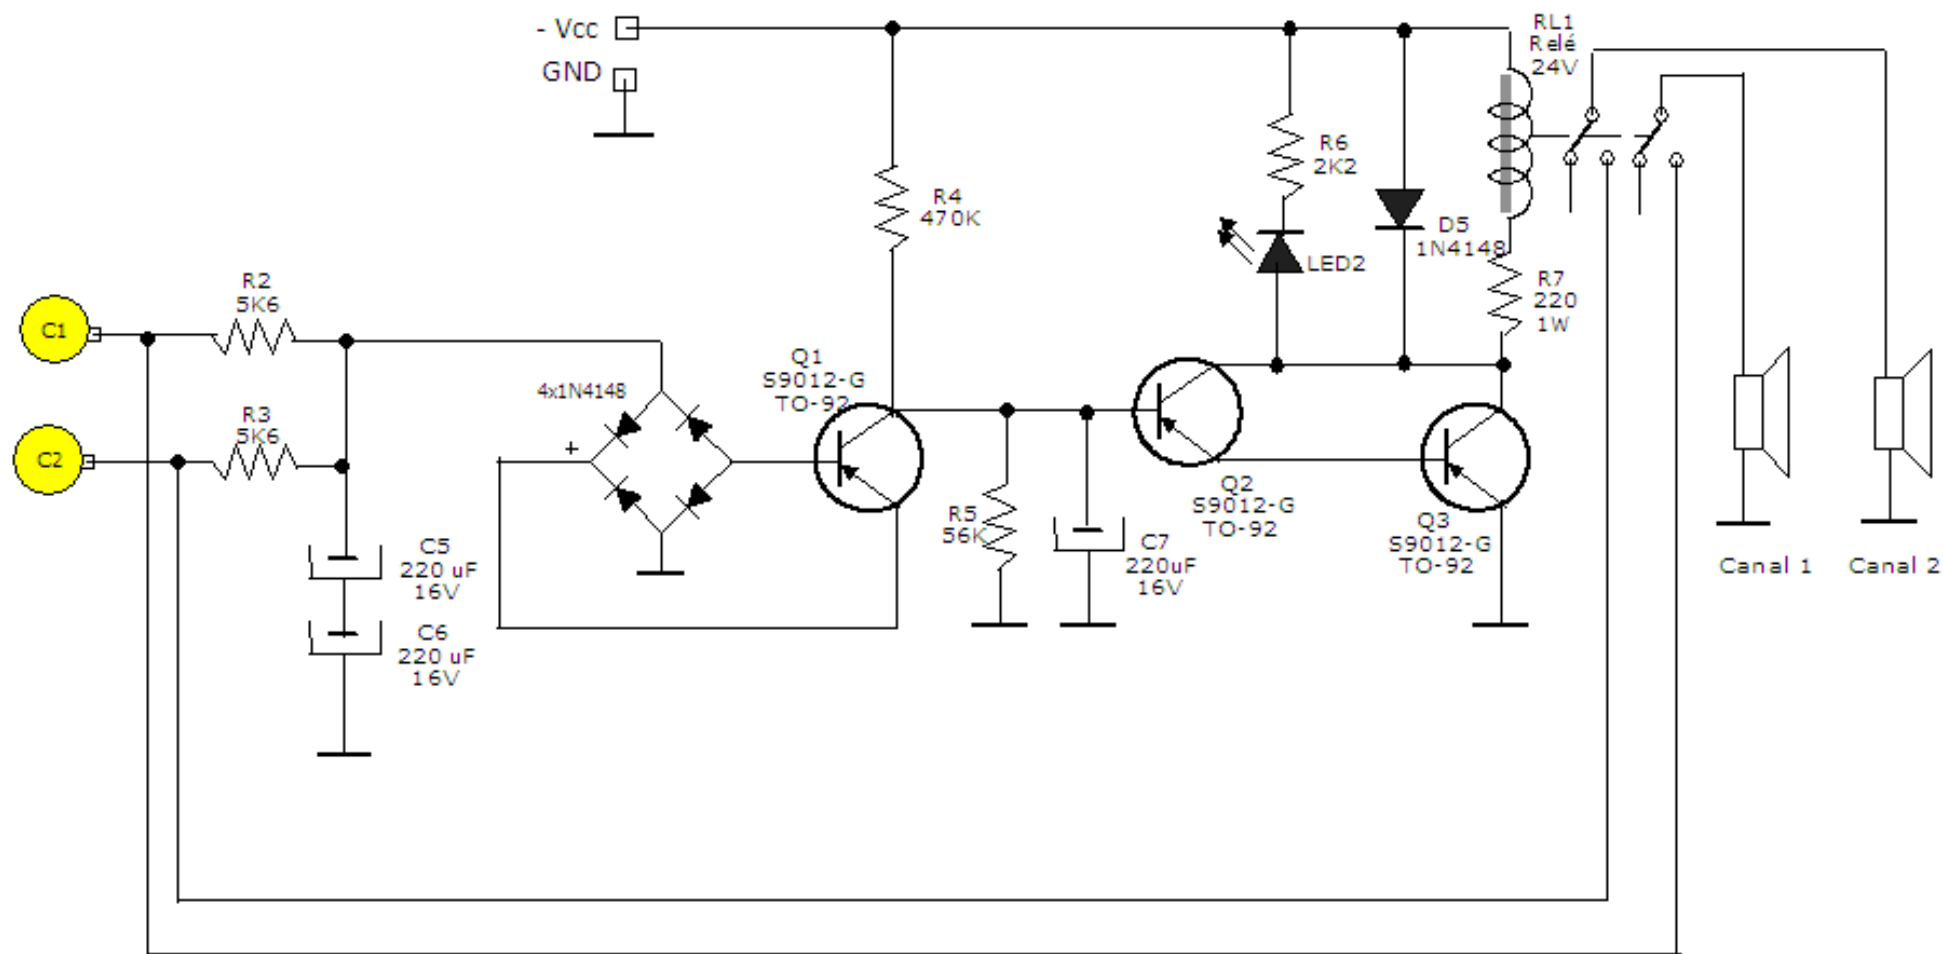 - Vcc
GND
RL1
Relé
24V
R6
2K2
R4
470K
D5
1N4148
LED2
R7
220
1W
R2
5K6
C1
Q1
S9012-G
TO-92
4x1N4148
+
R3
5K6
C2
Q2
S9012-G
TO-92
R5
56K
Q3
S9012-G
TO-92
C5
220 uF
16V
C7
220uF
16V
C6
220 uF
16V
Canal 1
Canal 2